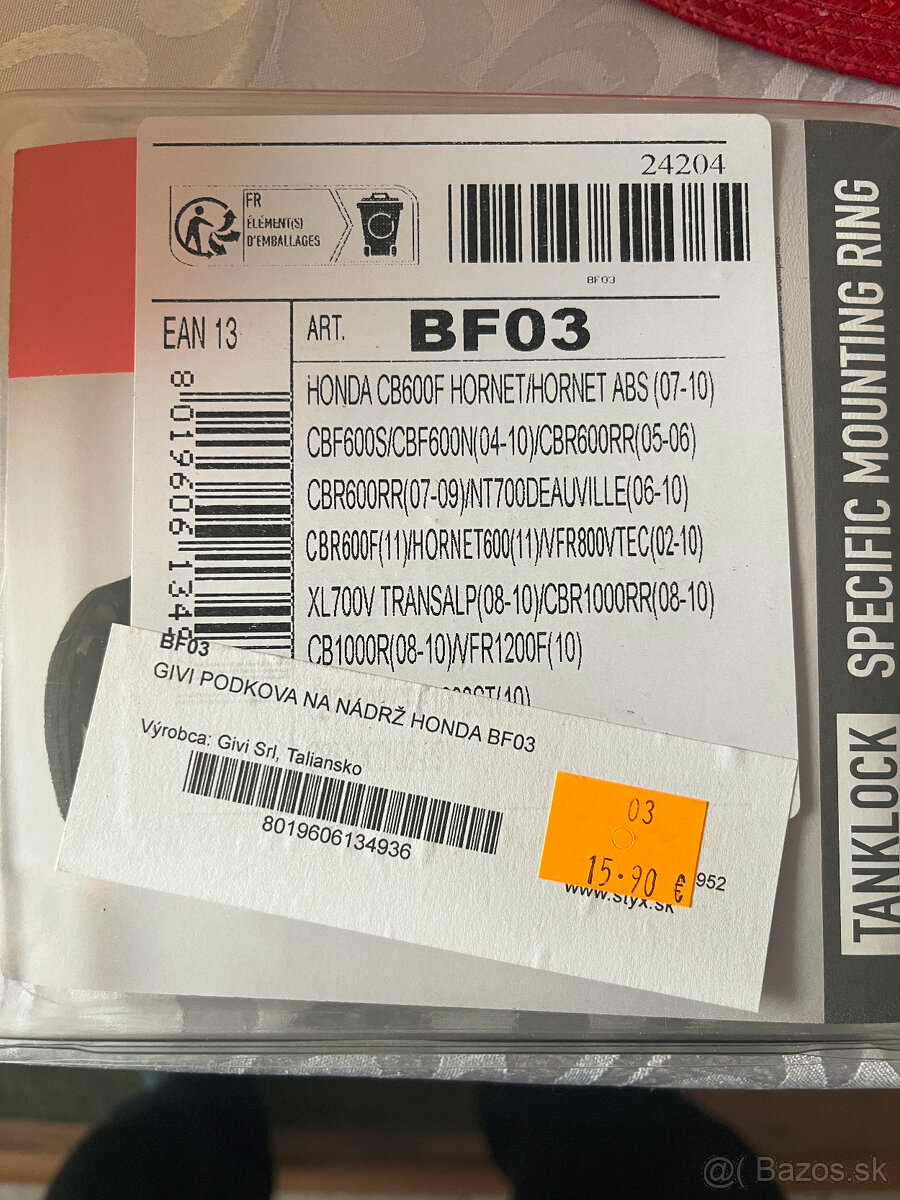 24204
FR
ÉLÉMENT(S)
D'EMBALLAGES
BF03
EAN 13
ART. BF03
HONDA CB600F HORNET/HORNET ABS (07-10)
CBF600S/CBF600N(04-10)/CBR600RR(05-06)
CBR600RR(07-09)/NT700DEAUVILLE(06-10)
CBR600F(11)/HORNET600(11)/VFR800VTEC(02-10)
XL700V TRANSALP(08-10)/CBR1000RR(08-10)
CB1000R(08-10)/VFR1200F(10)
8 019606 134
BF03
GIVI PODKOVA NA NÁDRŽ HONDA BF03
Výrobca: Givi Srl, Taliansko
8019606134936
03
15.90 €
952
www.styx.sk
TANKLOCK SPECIFIC MOUNTING RING
@( Bazos.sk